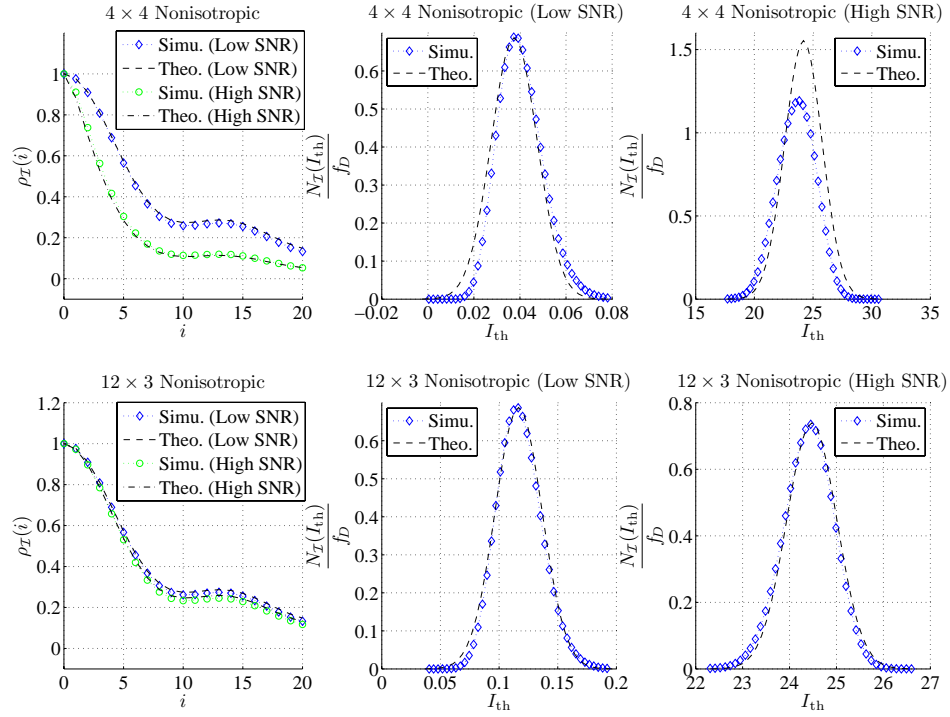 4 × 4 Nonisotropic
Simu. (Low SNR)
Theo. (Low SNR)
Simu. (High SNR)
Theo. (High SNR)
1
0.8
0.6
0.4
0.2
0
ρ_I(i)
0 5 10 15 20
i
4 × 4 Nonisotropic (Low SNR)
Simu.
Theo.
0.6
0.5
0.4
0.3
0.2
0.1
0
N_I(I_th)
f_D
−0.02 0 0.02 0.04 0.06 0.08
I_th
4 × 4 Nonisotropic (High SNR)
Simu.
Theo.
1.5
1
0.5
0
N_I(I_th)
f_D
15 20 25 30 35
I_th
12 × 3 Nonisotropic
Simu. (Low SNR)
Theo. (Low SNR)
Simu. (High SNR)
Theo. (High SNR)
1.2
1
0.8
0.6
0.4
0.2
0
ρ_I(i)
0 5 10 15 20
i
12 × 3 Nonisotropic (Low SNR)
Simu.
Theo.
0.6
0.5
0.4
0.3
0.2
0.1
0
N_I(I_th)
f_D
0 0.05 0.1 0.15 0.2
I_th
12 × 3 Nonisotropic (High SNR)
Simu.
Theo.
0.8
0.6
0.4
0.2
0
N_I(I_th)
f_D
22 23 24 25 26 27
I_th